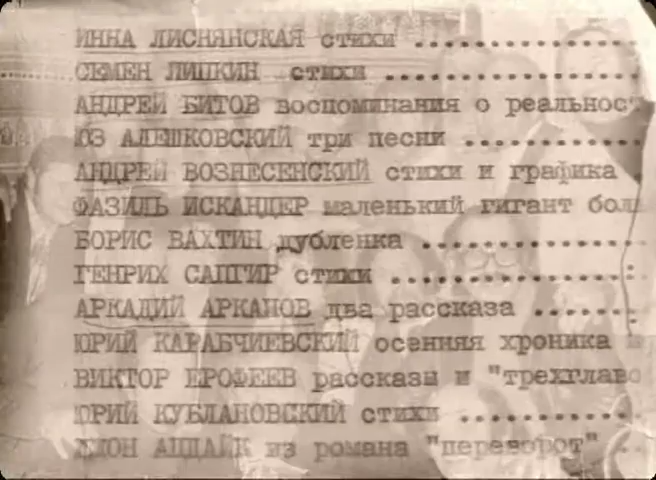 ИННА ЛИСНЯНСКАЯ стихи ..............
СЕМЕН ЛИПКИН стихи ................
АНДРЕЙ БИТОВ воспоминания о реальност
ЮЗ АЛЕШКОВСКИЙ три песни ...........
АНДРЕЙ ВОЗНЕСЕНСКИЙ стихи и графика
ФАЗИЛЬ ИСКАНДЕР маленький гигант бол
БОРИС ВАХТИН дубленка ..............
ГЕНРИХ САПГИР стихи ................
АРКАДИЙ АРКАНОВ два рассказа .......
ЮРИЙ КАРАБЧИЕВСКИЙ осенняя хроника
ВИКТОР ЕРОФЕЕВ рассказы и "трехглаво
ЮРИЙ КУБЛАНОВСКИЙ стихи ............
ДЖОН АПДАЙК из романа "переворот" ..